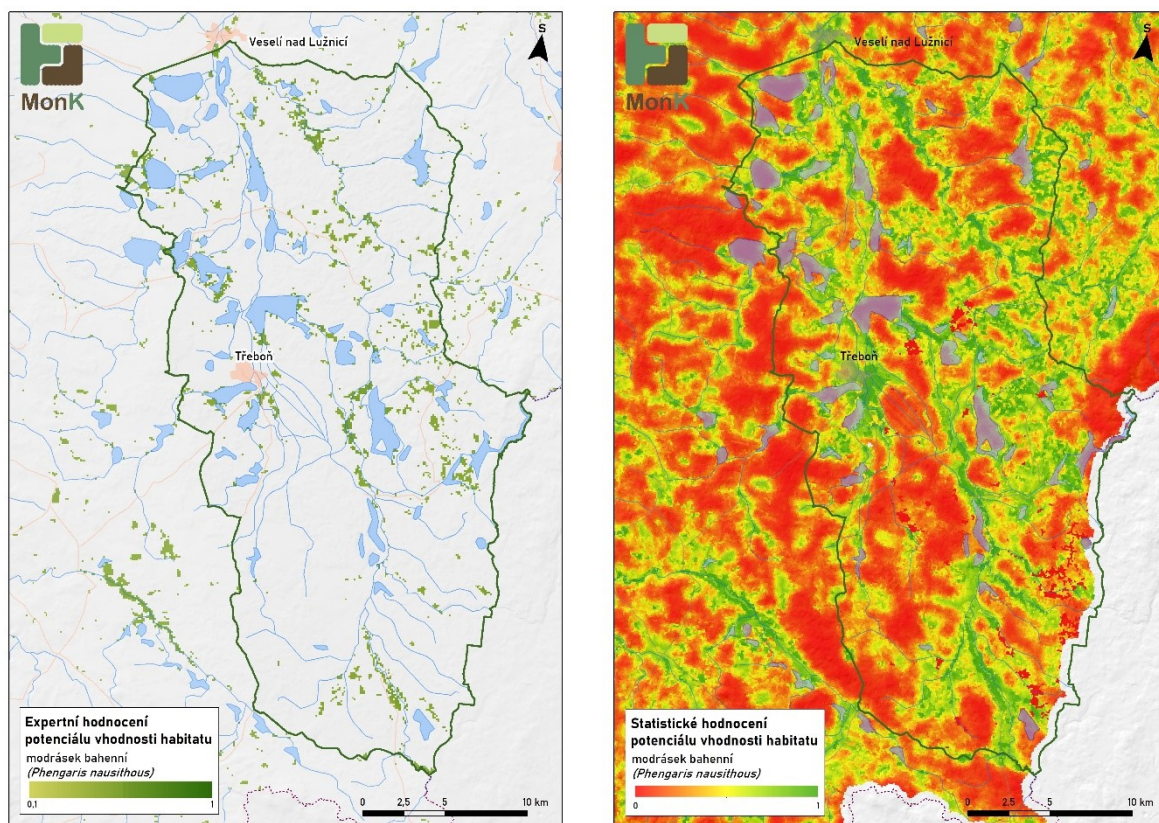 MonK
S
Veselí nad Lužnicí
Třeboň
Expertní hodnocení
potenciálu vhodnosti habitatu
modrásek bahenní
(Phengaris nausithous)
0,1 1
0 2,5 5 10 km
MonK
S
Veselí nad Lužnicí
Třeboň
Statistické hodnocení
potenciálu vhodnosti habitatu
modrásek bahenní
(Phengaris nausithous)
0 1
0 2,5 5 10 km